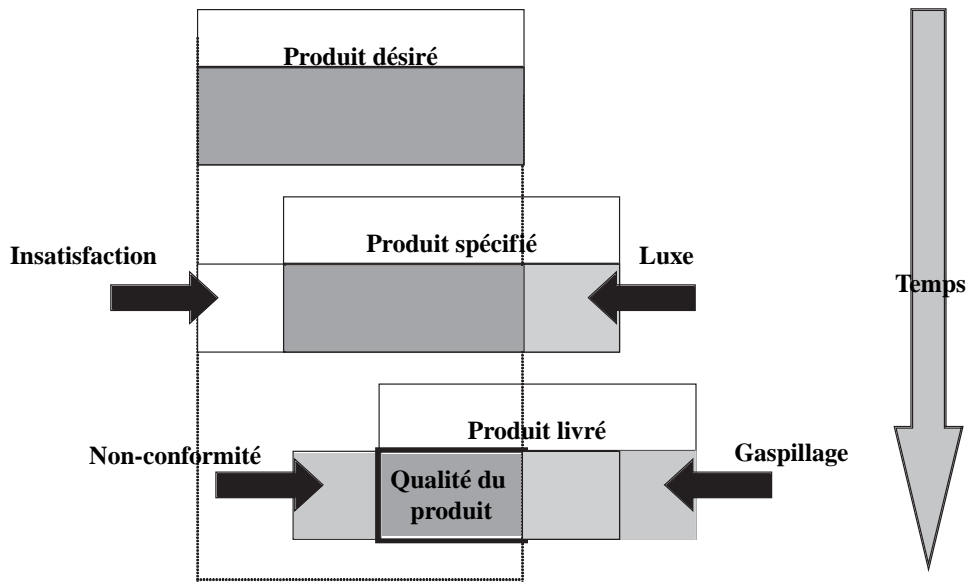 Produit désiré
Produit spécifié
Insatisfaction
Luxe
Temps
Produit livré
Non-conformité
Gaspillage
Qualité du
produit